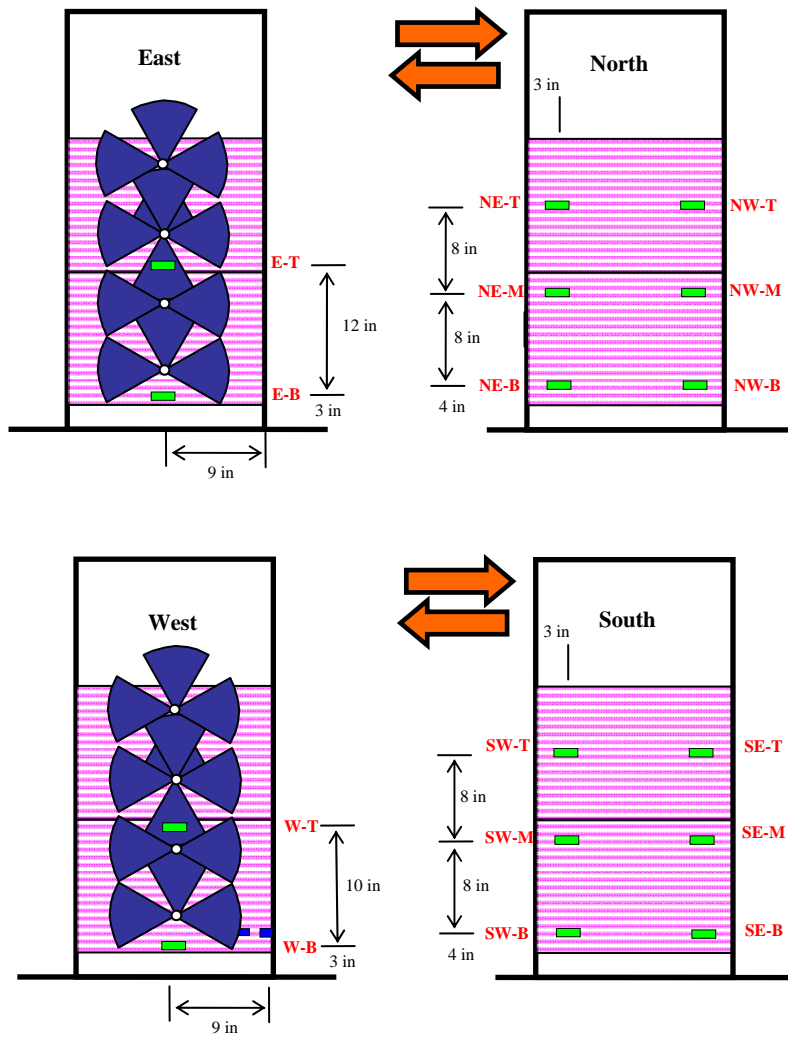 East
E-T
12 in
E-B
3 in
9 in
North
3 in
NE-T
NW-T
8 in
NE-M
NW-M
8 in
NE-B
NW-B
4 in
West
W-T
10 in
W-B
3 in
9 in
South
3 in
SW-T
SE-T
8 in
SW-M
SE-M
8 in
SW-B
SE-B
4 in